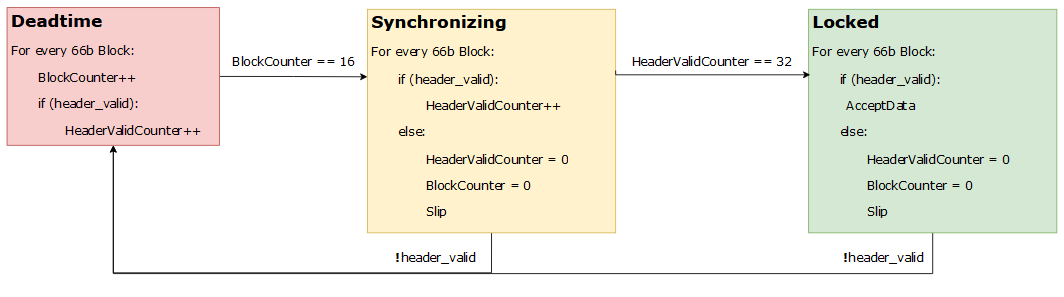 Deadtime
For every 66b Block:
BlockCounter++
if (header_valid):
HeaderValidCounter++
BlockCounter == 16
Synchronizing
For every 66b Block:
if (header_valid):
HeaderValidCounter++
else:
HeaderValidCounter = 0
BlockCounter = 0
Slip
HeaderValidCounter == 32
Locked
For every 66b Block:
if (header_valid):
AcceptData
else:
HeaderValidCounter = 0
BlockCounter = 0
Slip
!header_valid
!header_valid